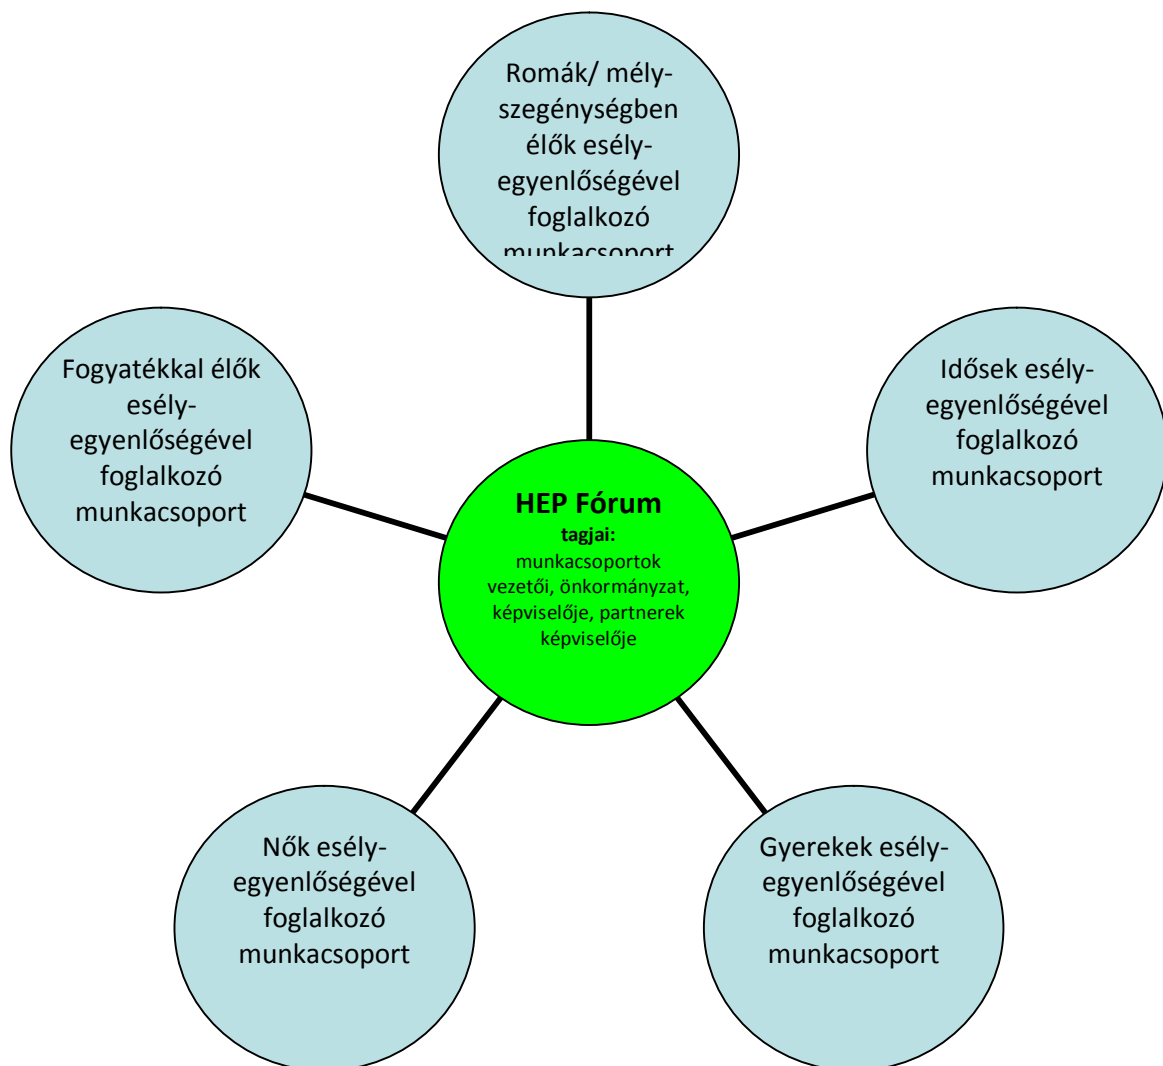 Romák/ mély-
szegénységben
élők esély-
egyenlőségével
foglalkozó
munkacsoport
Fogyatékkal élők
esély-
egyenlőségével
foglalkozó
munkacsoport
Idősek esély-
egyenlőségével
foglalkozó
munkacsoport
HEP Fórum
tagjai:
munkacsoportok
vezetői, önkormányzat,
képviselője, partnerek
képviselője
Nők esély-
egyenlőségével
foglalkozó
munkacsoport
Gyerekek esély-
egyenlőségével
foglalkozó
munkacsoport